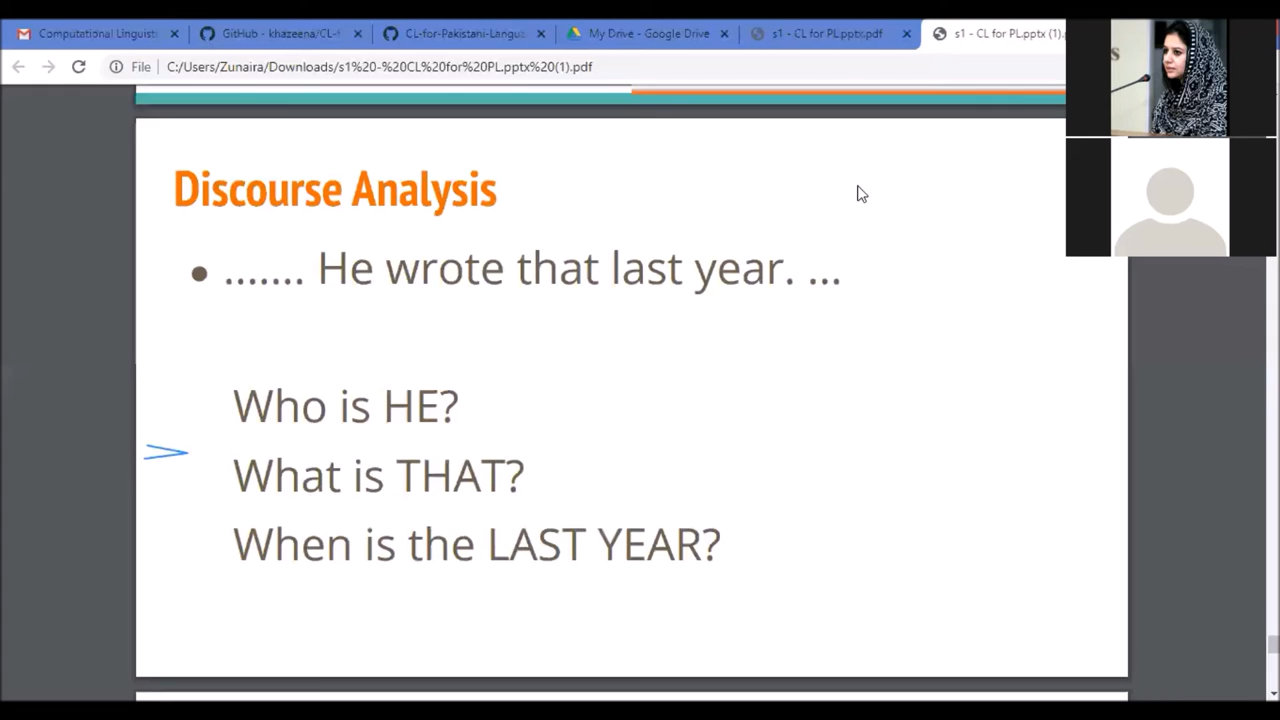 Computational Linguisti
GitHub - khazeena/CL-f
CL-for-Pakistani-Langua
My Drive - Google Drive
s1 - CL for PL.pptx.pdf
s1 - CL for PL.pptx (1).p
File
C:/Users/Zunaira/Downloads/s1%20-%20CL%20for%20PL.pptx%20(1).pdf
Discourse Analysis
● ....... He wrote that last year. ...
Who is HE?
What is THAT?
When is the LAST YEAR?